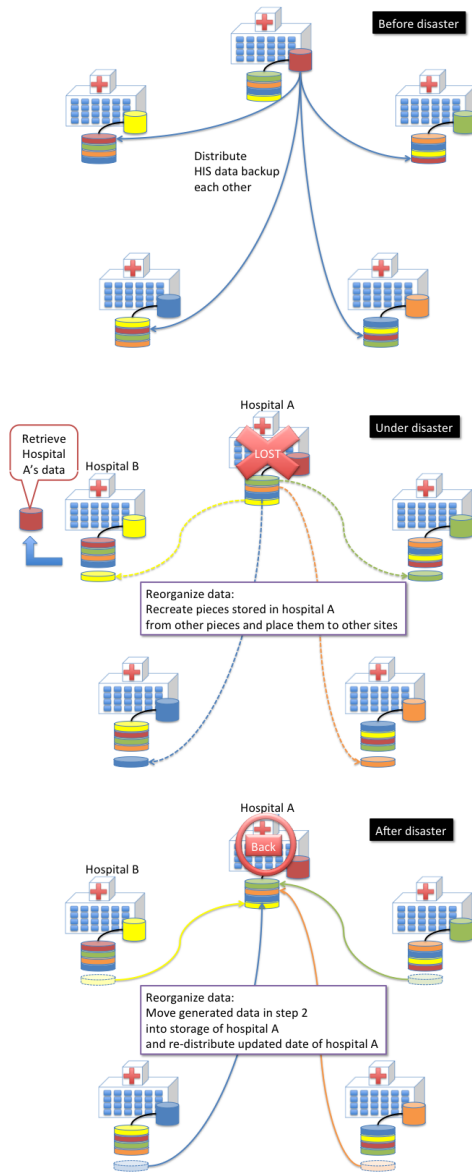 Before disaster
Distribute
HIS data backup
each other
Hospital A
Under disaster
Retrieve
Hospital
A's data
Hospital B
LOST
Reorganize data:
Recreate pieces stored in hospital A
from other pieces and place them to other sites
Hospital A
After disaster
Back
Hospital B
Reorganize data:
Move generated data in step 2
into storage of hospital A
and re-distribute updated date of hospital A